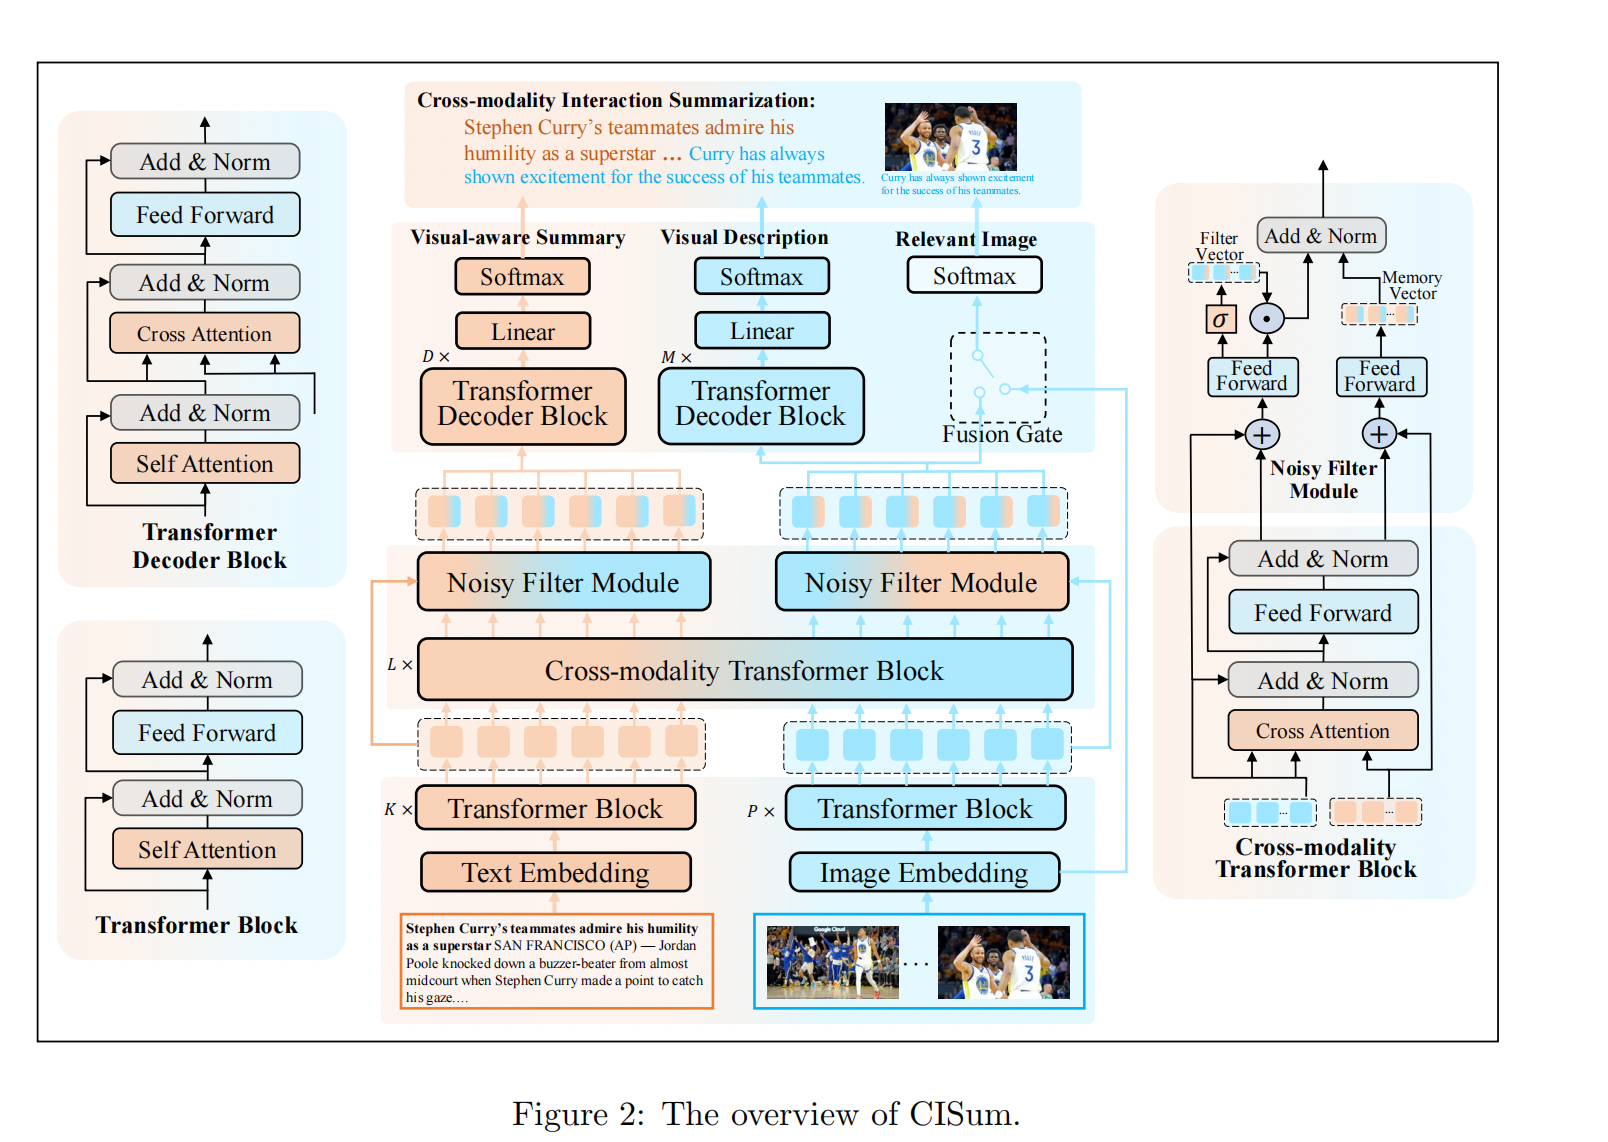 Cross-modality Interaction Summarization:
Stephen Curry's teammates admire his
humility as a superstar ... Curry has always
shown excitement for the success of his teammates.
3
Curry has always shown excitement
for the success of his teammates.
Add & Norm
Feed Forward
Add & Norm
Cross Attention
Add & Norm
Self Attention
Transformer
Decoder Block
Add & Norm
Feed Forward
Add & Norm
Self Attention
Transformer Block
Visual-aware Summary
Softmax
Linear
D ×
Transformer
Decoder Block
Visual Description
Softmax
Linear
M ×
Transformer
Decoder Block
Relevant Image
Softmax
Fusion Gate
Noisy Filter Module
Noisy Filter Module
L ×
Cross-modality Transformer Block
K ×
Transformer Block
P ×
Transformer Block
Text Embedding
Image Embedding
Stephen Curry's teammates admire his humility
as a superstar SAN FRANCISCO (AP) — Jordan
Poole knocked down a buzzer-beater from almost
midcourt when Stephen Curry made a point to catch
his gaze....
Google Cloud
...
3
Add & Norm
Filter
Vector
...
Memory
Vector
...
σ
Feed
Forward
Feed
Forward
+
+
Noisy Filter
Module
Add & Norm
Feed Forward
Add & Norm
Cross Attention
...
...
Cross-modality
Transformer Block
Figure 2: The overview of CISum.